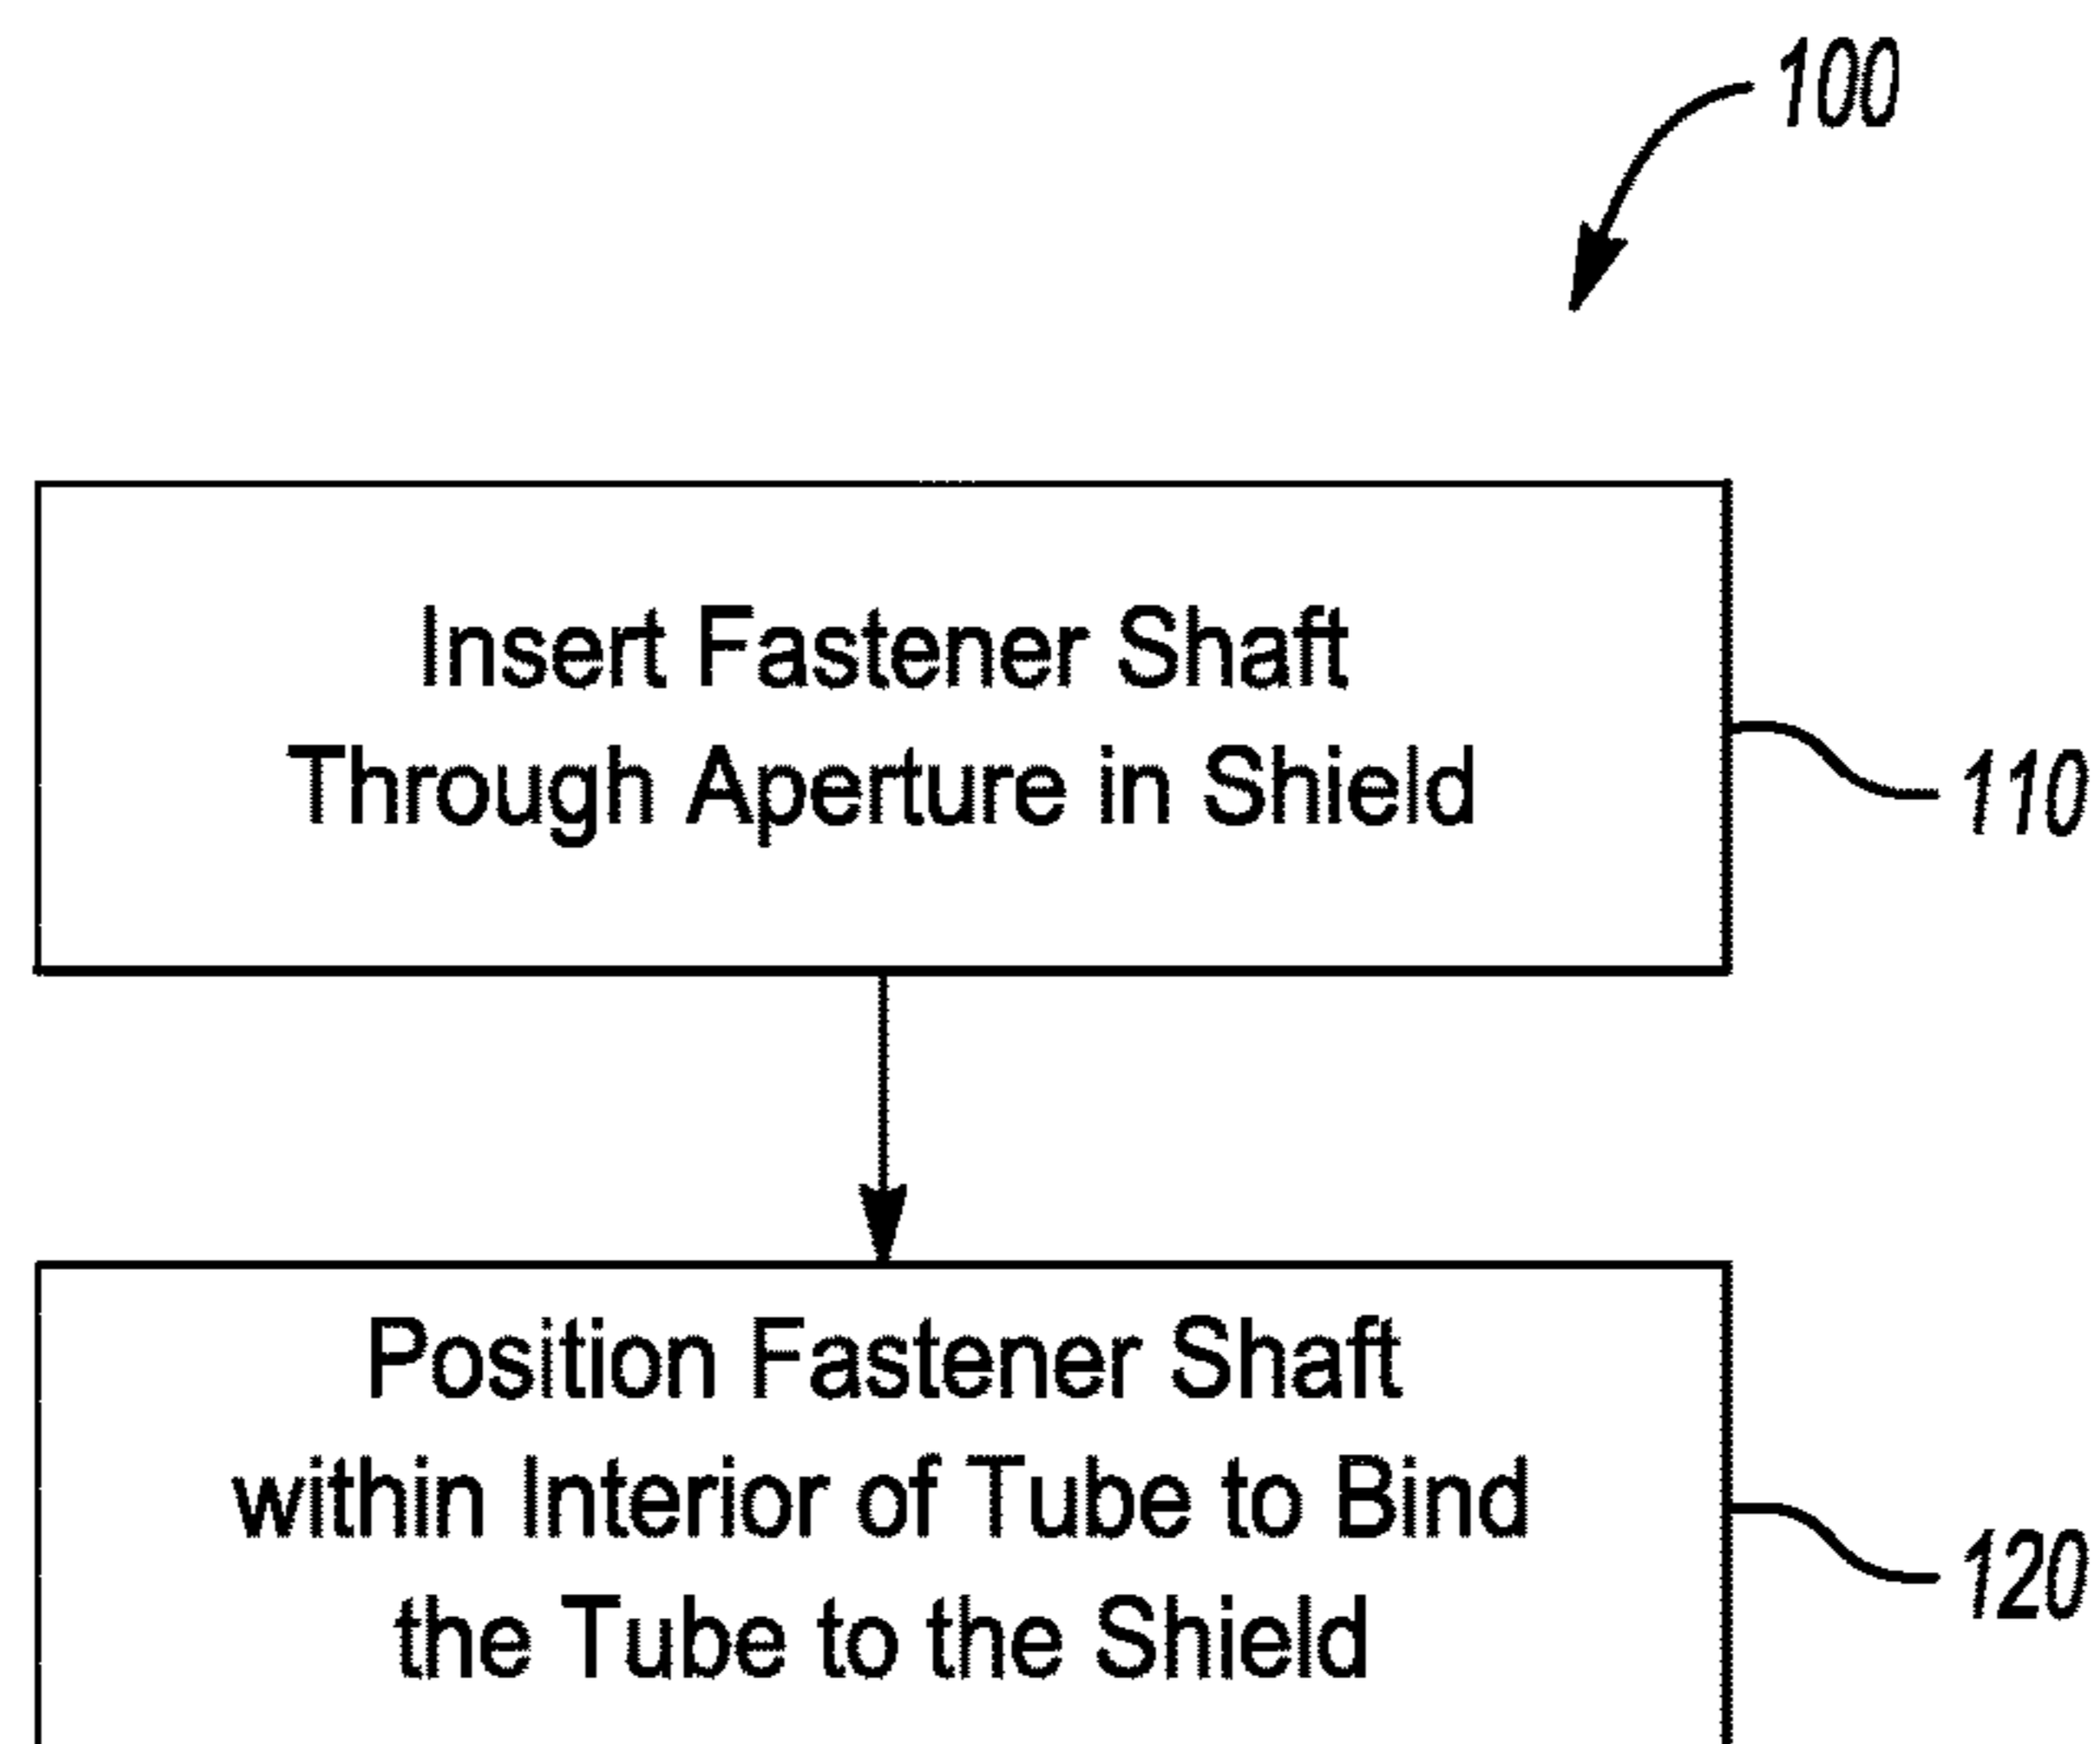 100
Insert Fastener Shaft
Through Aperture in Shield
110
Position Fastener Shaft
within Interior of Tube to Bind
the Tube to the Shield
120